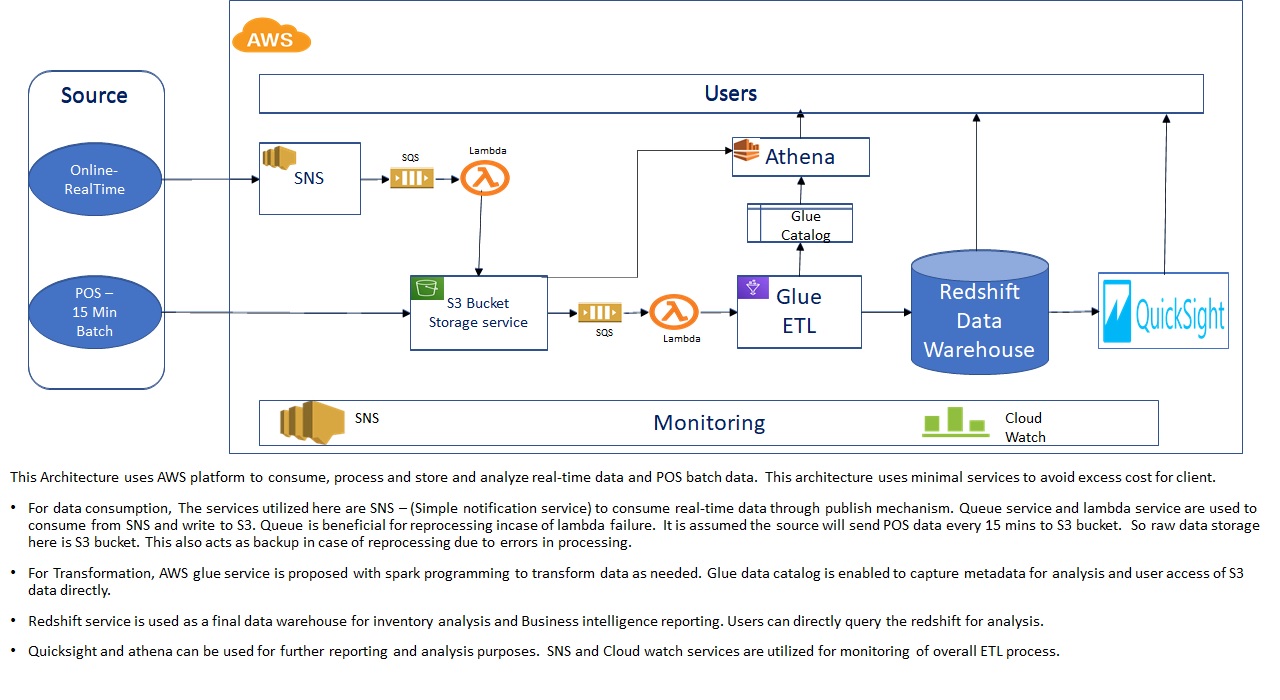 AWS
Source
Users
Online-
RealTime
SNS
SQS
Lambda
Athena
Glue
Catalog
POS –
15 Min
Batch
S3 Bucket
Storage service
SQS
Lambda
Glue
ETL
Redshift
Data
Warehouse
QuickSight
SNS
Monitoring
Cloud
Watch
This Architecture uses AWS platform to consume, process and store and analyze real-time data and POS batch data.  This architecture uses minimal services to avoid excess cost for client.
• For data consumption, The services utilized here are SNS – (Simple notification service) to consume real-time data through publish mechanism. Queue service and lambda service are used to
consume from SNS and write to S3. Queue is beneficial for reprocessing incase of lambda failure.  It is assumed the source will send POS data every 15 mins to S3 bucket.  So raw data storage
here is S3 bucket. This also acts as backup in case of reprocessing due to errors in processing.
• For Transformation, AWS glue service is proposed with spark programming to transform data as needed. Glue data catalog is enabled to capture metadata for analysis and user access of S3
data directly.
• Redshift service is used as a final data warehouse for inventory analysis and Business intelligence reporting. Users can directly query the redshift for analysis.
• Quicksight and athena can be used for further reporting and analysis purposes.  SNS and Cloud watch services are utilized for monitoring of overall ETL process.